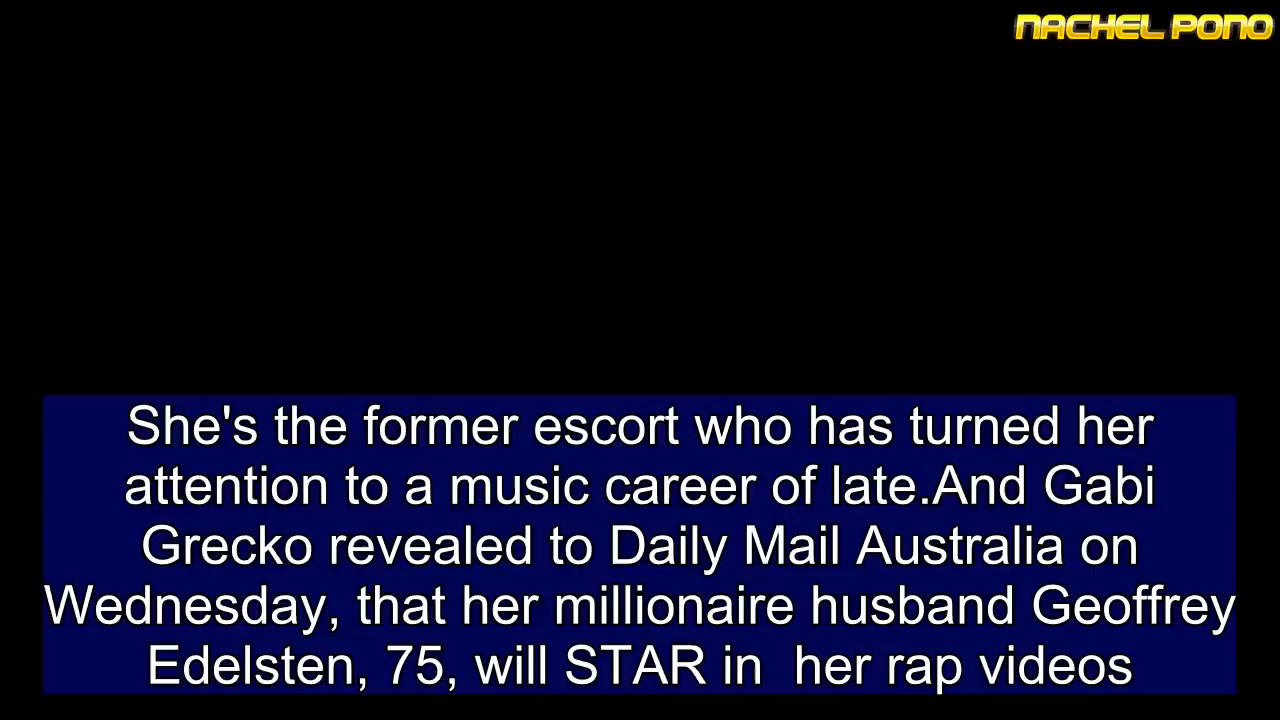 NACHEL PONO
She's the former escort who has turned her
attention to a music career of late.And Gabi
Grecko revealed to Daily Mail Australia on
Wednesday, that her millionaire husband Geoffrey
Edelsten, 75, will STAR in  her rap videos